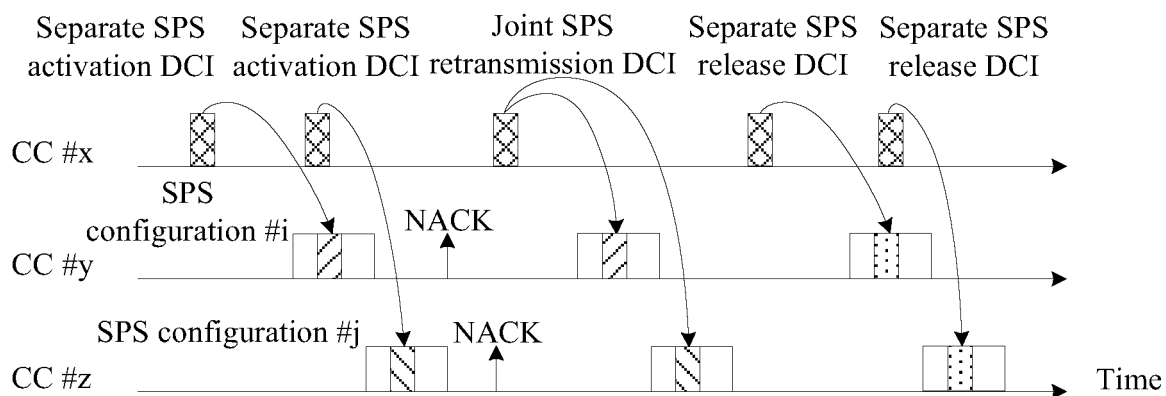 Separate SPS
activation DCI
Separate SPS
activation DCI
Joint SPS
retransmission DCI
Separate SPS
release DCI
Separate SPS
release DCI
CC #x
SPS
configuration #i
NACK
CC #y
SPS configuration #j
NACK
CC #z
Time